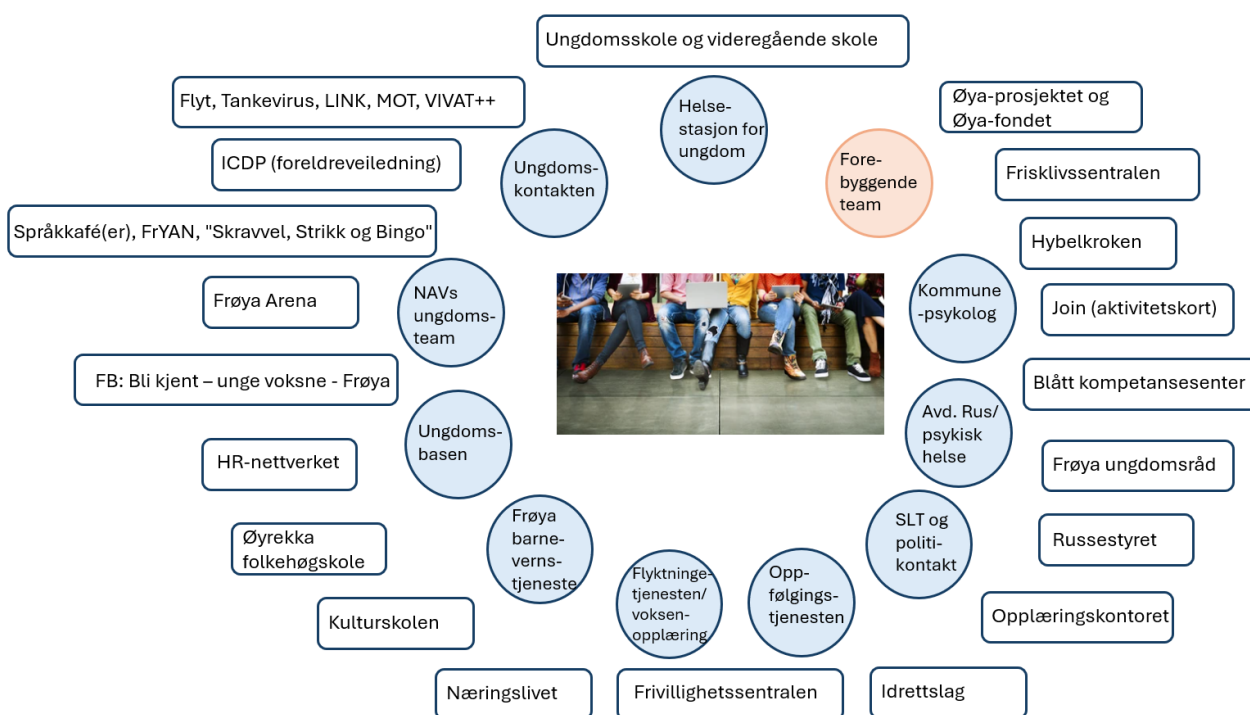 Ungdomsskole og videregående skole
Flyt, Tankevirus, LINK, MOT, VIVAT++
Helse-
stasjon for
ungdom
Øya-prosjektet og
Øya-fondet
ICDP (foreldreveiledning)
Ungdoms-
kontakten
Fore-
byggende
team
Frisklivssentralen
Språkkafé(er), FrYAN, "Skravvel, Strikk og Bingo"
Hybelkroken
Frøya Arena
NAVs
ungdoms-
team
Kommune
-psykolog
Join (aktivitetskort)
FB: Bli kjent – unge voksne - Frøya
Blått kompetansesenter
Ungdoms-
basen
Avd. Rus/
psykisk
helse
HR-nettverket
Frøya ungdomsråd
Øyrekka
folkehøgskole
Frøya
barne-
verns-
tjeneste
SLT og
politi-
kontakt
Russestyret
Flyktninge-
tjenesten/
voksen-
opplæring
Opp-
følgings-
tjenesten
Kulturskolen
Opplæringskontoret
Næringslivet
Frivillighetssentralen
Idrettslag